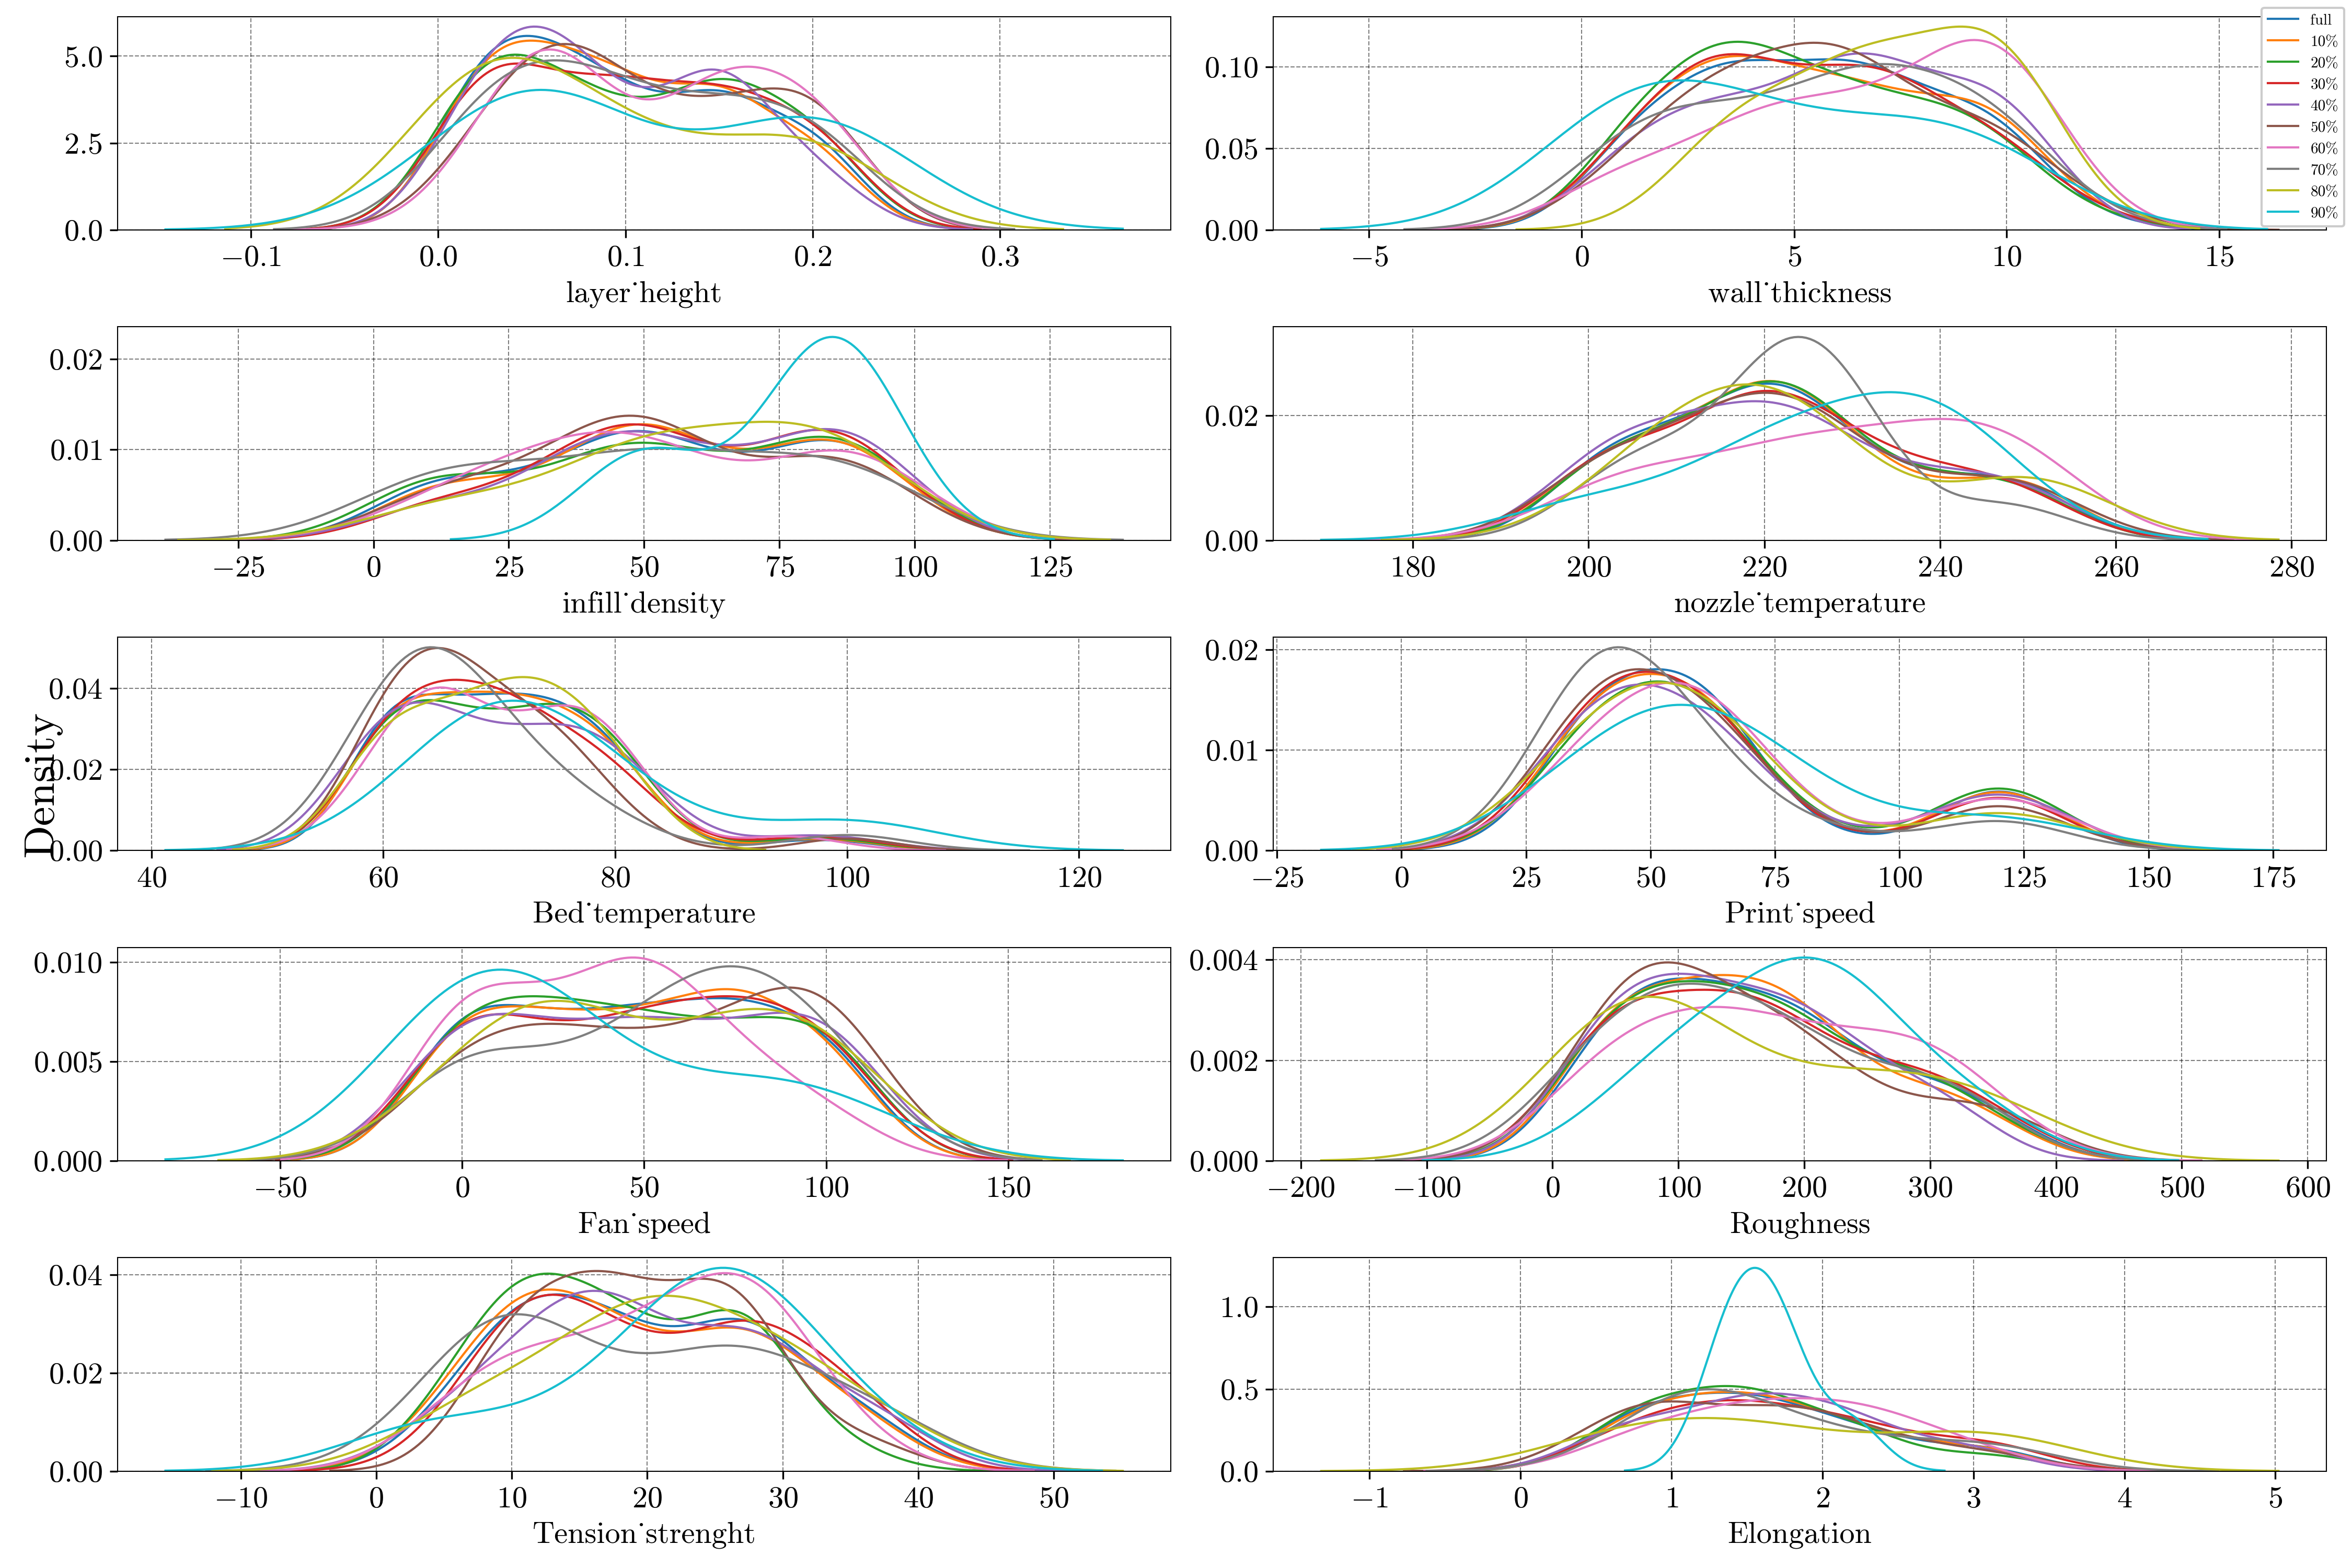 full
10%
20%
30%
40%
50%
60%
70%
80%
90%
5.0
2.5
0.0
−0.1 0.0 0.1 0.2 0.3
layer˙height
0.10
0.05
0.00
−5 0 5 10 15
wall˙thickness
0.02
0.01
0.00
−25 0 25 50 75 100 125
infill˙density
0.02
0.00
180 200 220 240 260 280
nozzle˙temperature
Density
0.04
0.02
0.00
40 60 80 100 120
Bed˙temperature
0.02
0.01
0.00
−25 0 25 50 75 100 125 150 175
Print˙speed
0.010
0.005
0.000
−50 0 50 100 150
Fan˙speed
0.004
0.002
0.000
−200 −100 0 100 200 300 400 500 600
Roughness
0.04
0.02
0.00
−10 0 10 20 30 40 50
Tension˙strenght
1.0
0.5
0.0
−1 0 1 2 3 4 5
Elongation